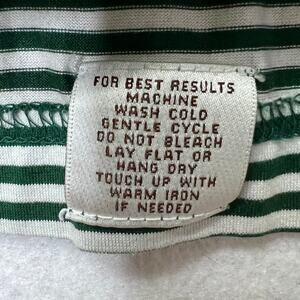 FOR BEST RESULTS
MACHINE
WASH COLD
GENTLE CYCLE
DO NOT BLEACH
LAY FLAT OR
HANG DRY
TOUCH UP WITH
WARM IRON
IF NEEDED